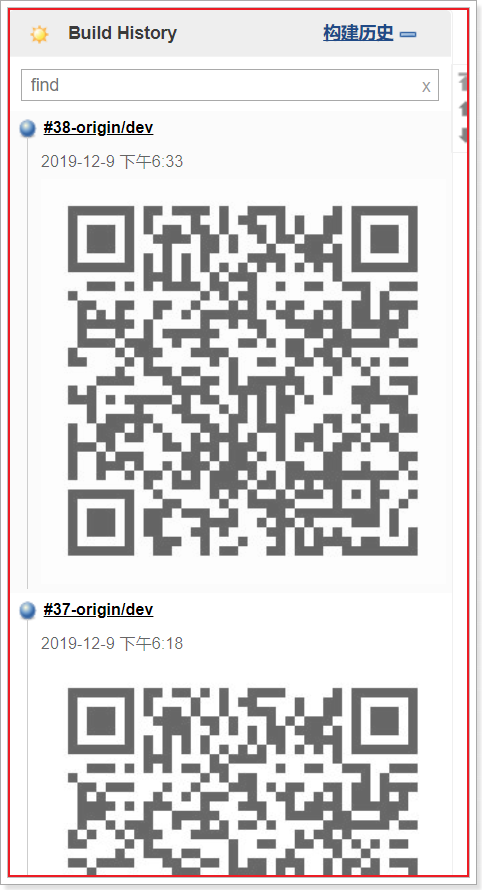 Build History 构建历史
find x
#38-origin/dev
2019-12-9 下午6:33
#37-origin/dev
2019-12-9 下午6:18